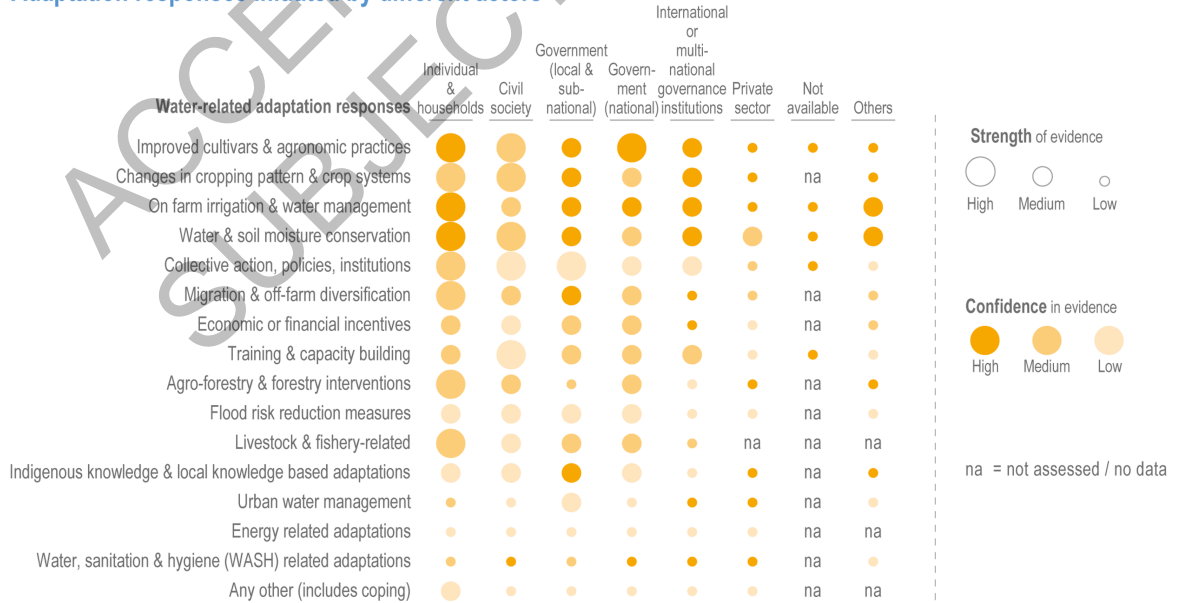 Adaptation responses initiated by different actors
ACCE
SUBJEC
International
or
multi-
national
governance
institutions
Government
(local &
sub-
national)
Govern-
ment
(national)
Individual
&
households
Civil
society
Private
sector
Not
available
Others
Water-related adaptation responses
Improved cultivars & agronomic practices
Changes in cropping pattern & crop systems na
On farm irrigation & water management
Water & soil moisture conservation
Collective action, policies, institutions
Migration & off-farm diversification na
Economic or financial incentives na
Training & capacity building
Agro-forestry & forestry interventions na
Flood risk reduction measures na
Livestock & fishery-related na na na
Indigenous knowledge & local knowledge based adaptations na
Urban water management na
Energy related adaptations na na
Water, sanitation & hygiene (WASH) related adaptations na
Any other (includes coping) na na
Strength of evidence
High Medium Low
Confidence in evidence
High Medium Low
na = not assessed / no data